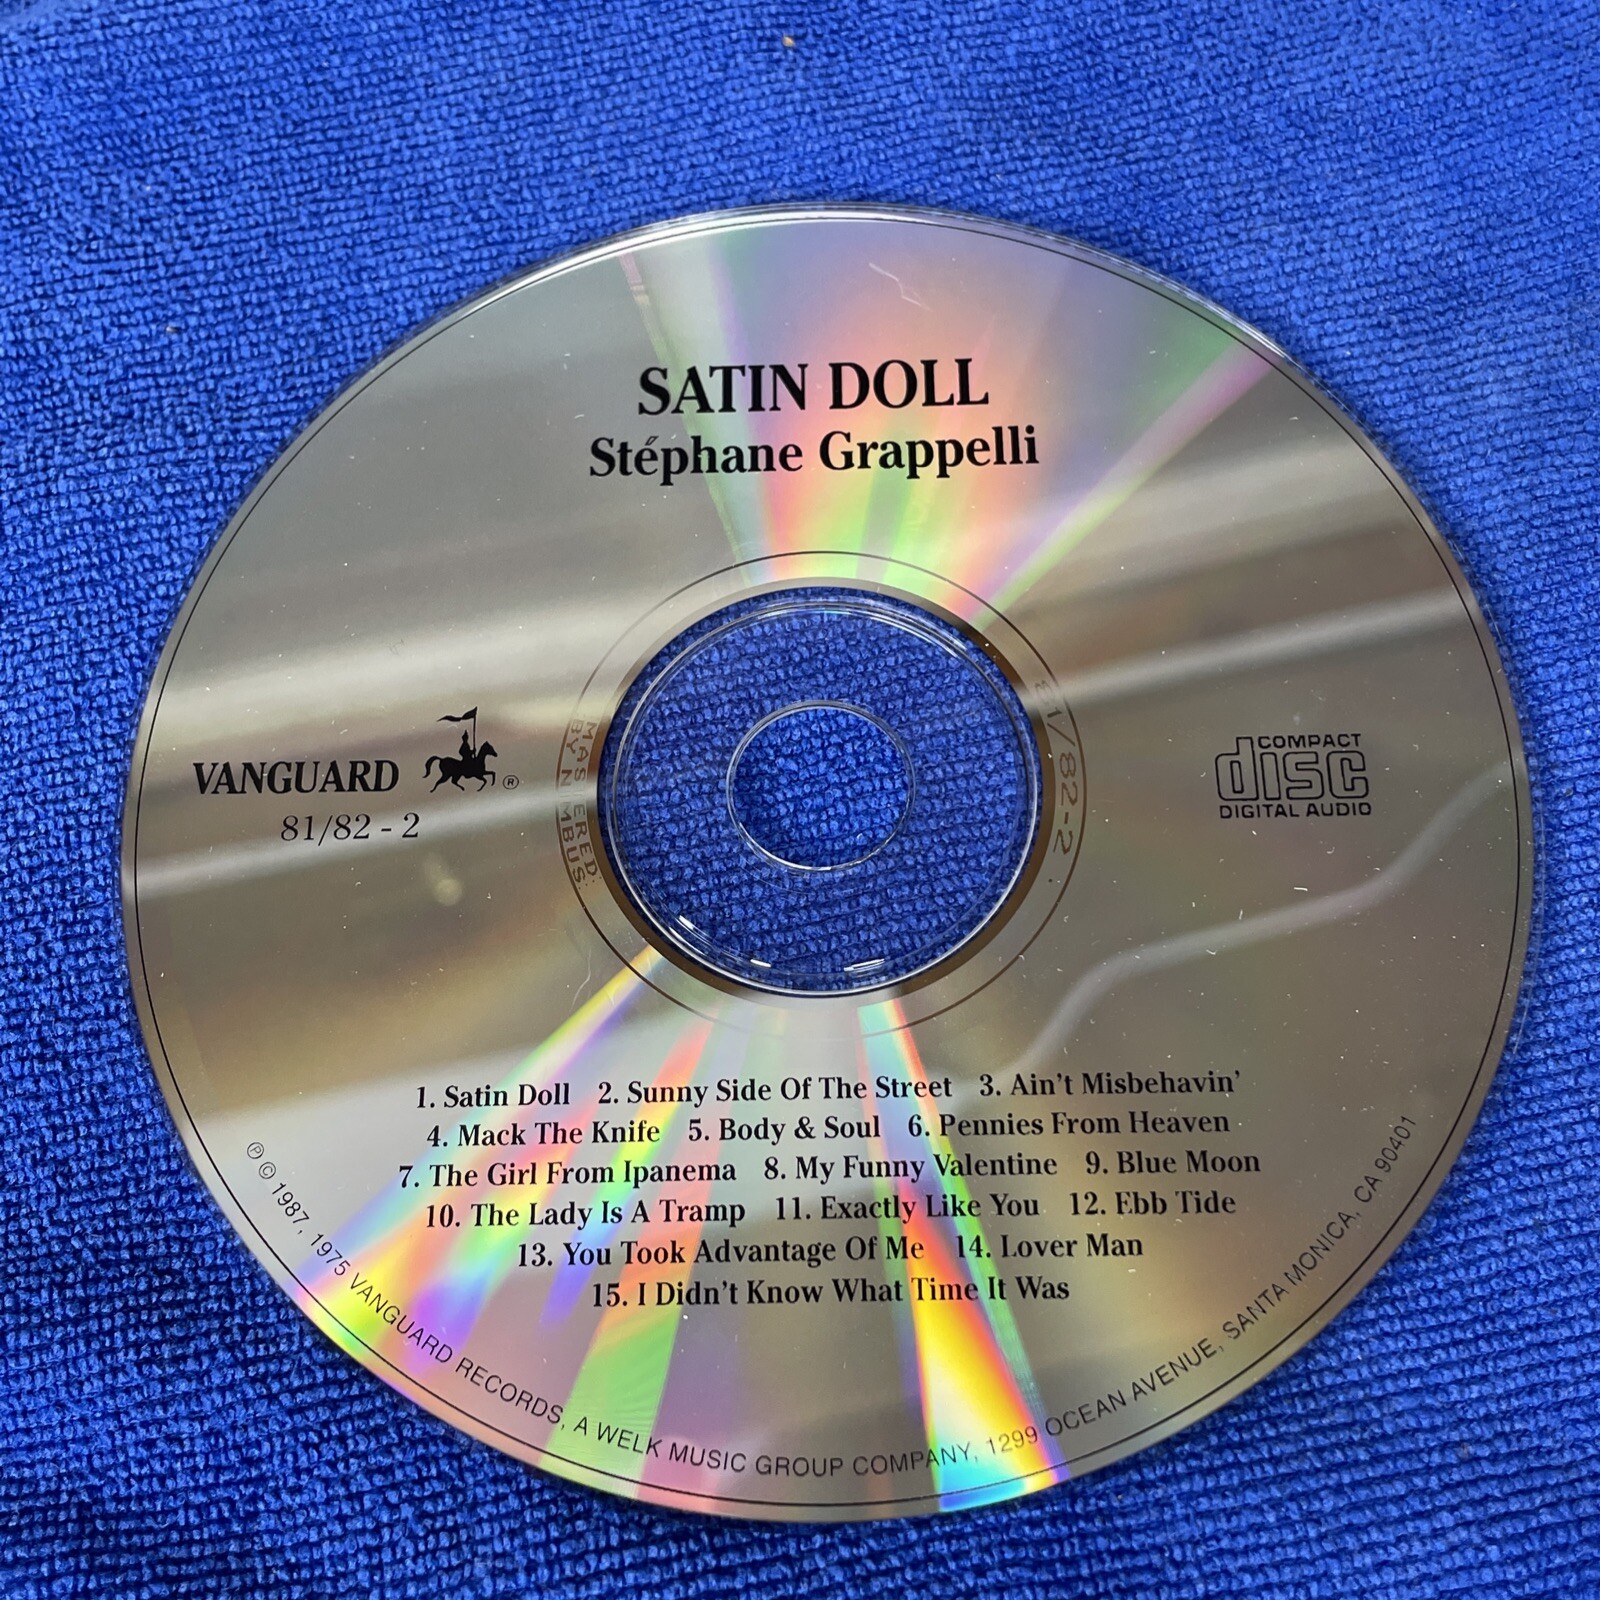 SATIN DOLL
Stéphane Grappelli
VANGUARD ®
81/82 - 2
COMPACT
disc
DIGITAL AUDIO
MASTERED
BY NIMBUS
81/82-2
1. Satin Doll 2. Sunny Side Of The Street 3. Ain't Misbehavin'
4. Mack The Knife 5. Body & Soul 6. Pennies From Heaven
7. The Girl From Ipanema 8. My Funny Valentine 9. Blue Moon
10. The Lady Is A Tramp 11. Exactly Like You 12. Ebb Tide
13. You Took Advantage Of Me 14. Lover Man
15. I Didn't Know What Time It Was
℗ © 1987, 1975 VANGUARD RECORDS, A WELK MUSIC GROUP COMPANY, 1299 OCEAN AVENUE, SANTA MONICA, CA 90401